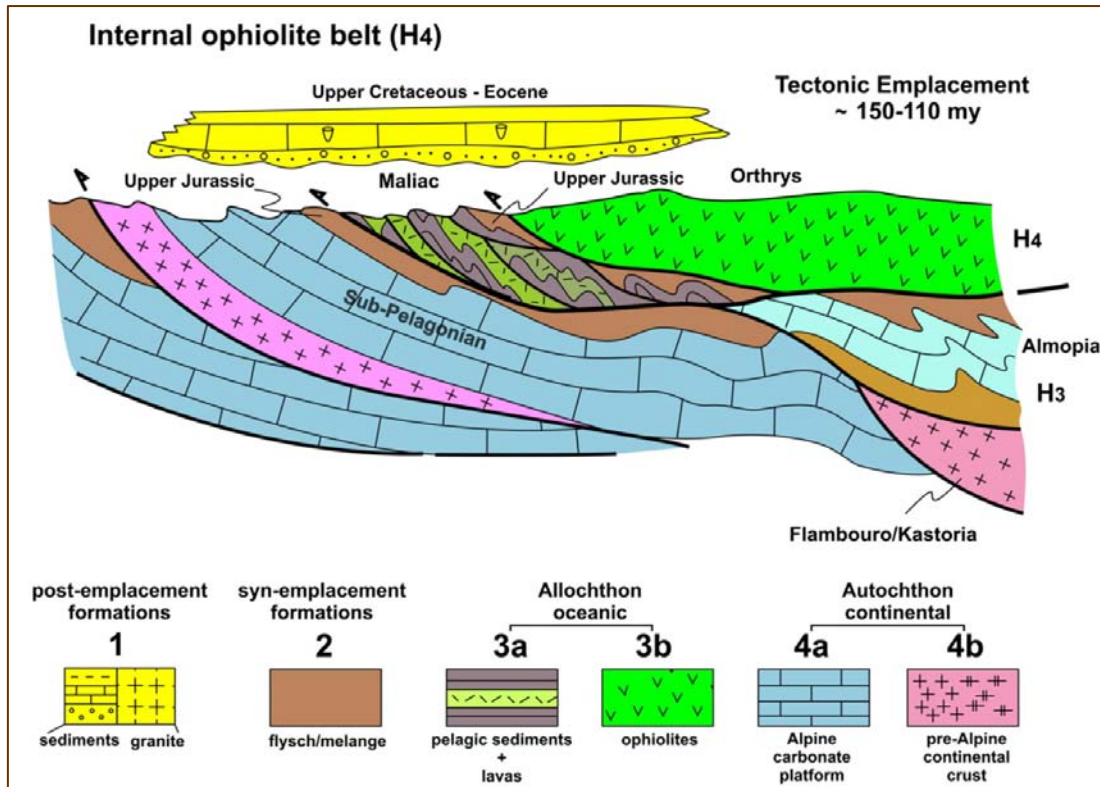 Internal ophiolite belt (H4)
Upper Cretaceous - Eocene
Tectonic Emplacement
~ 150-110 my
Upper Jurassic
Maliac
Upper Jurassic
Orthrys
H4
Sub-Pelagonian
Almopia
H3
Flambouro/Kastoria
post-emplacement
formations
1
syn-emplacement
formations
2
Allochthon
oceanic
3a
3b
Autochthon
continental
4a
4b
sediments
granite
flysch/melange
pelagic sediments
+
lavas
ophiolites
Alpine
carbonate
platform
pre-Alpine
continental
crust